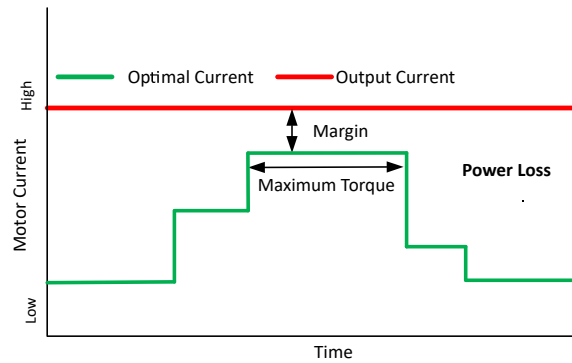 Optimal Current
Output Current
High
Margin
Motor Current
Maximum Torque
Power Loss
.
Low
Time